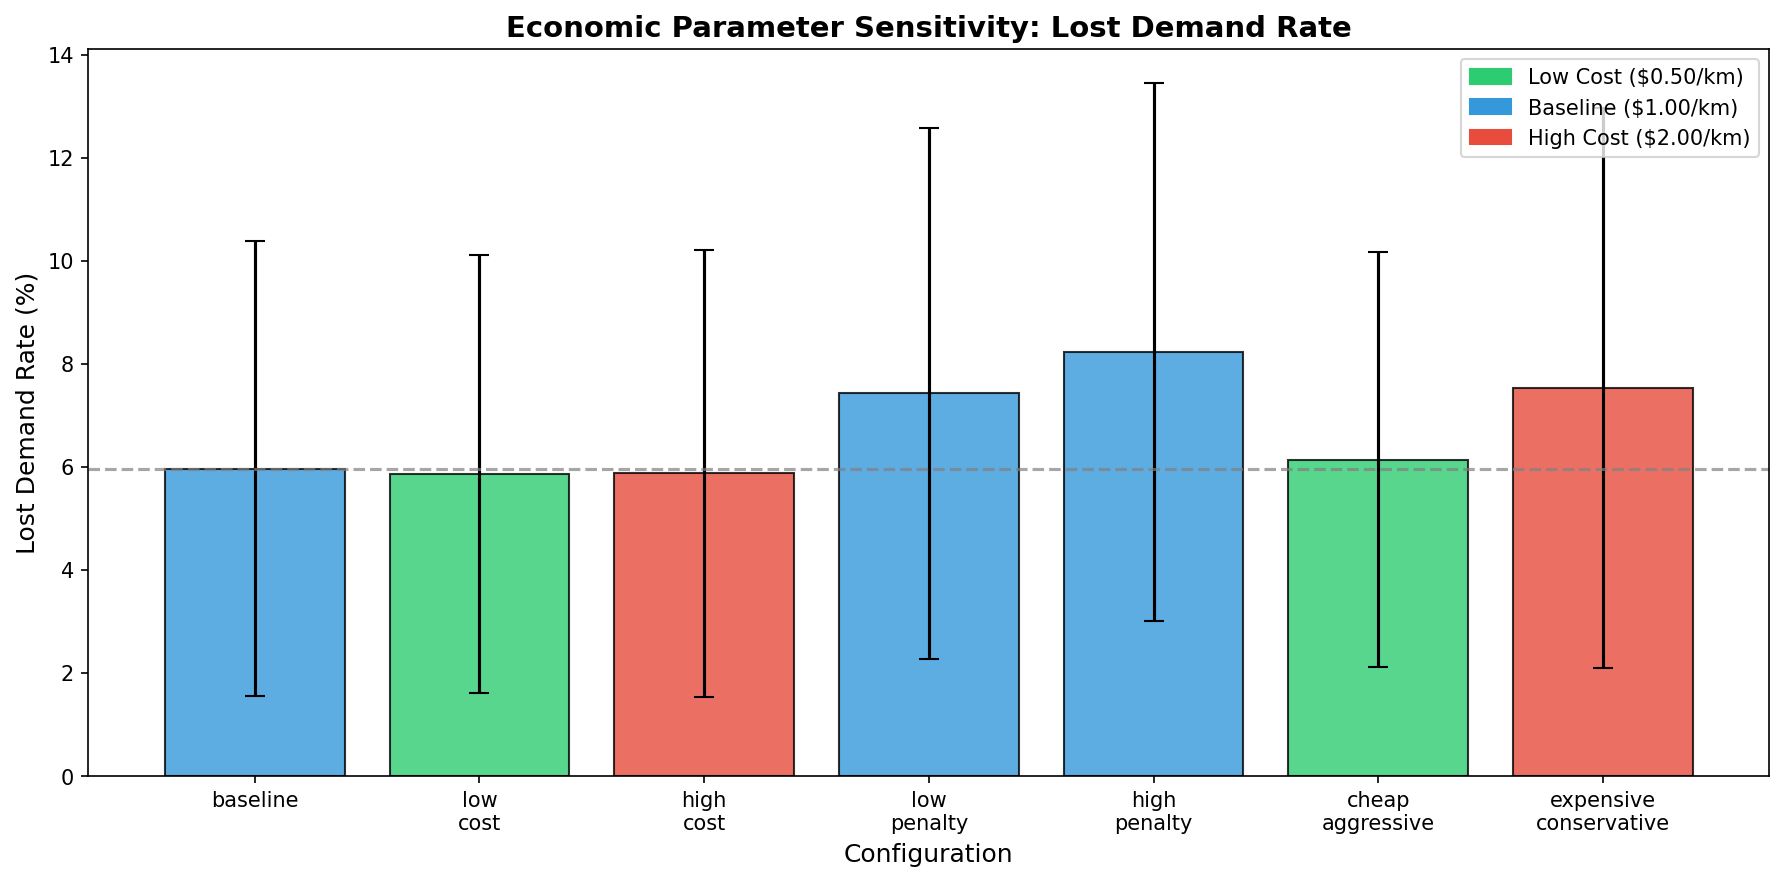 Economic Parameter Sensitivity: Lost Demand Rate
Low Cost ($0.50/km)
Baseline ($1.00/km)
High Cost ($2.00/km)
Lost Demand Rate (%)
14
12
10
8
6
4
2
0
baseline
low
cost
high
cost
low
penalty
high
penalty
cheap
aggressive
expensive
conservative
Configuration